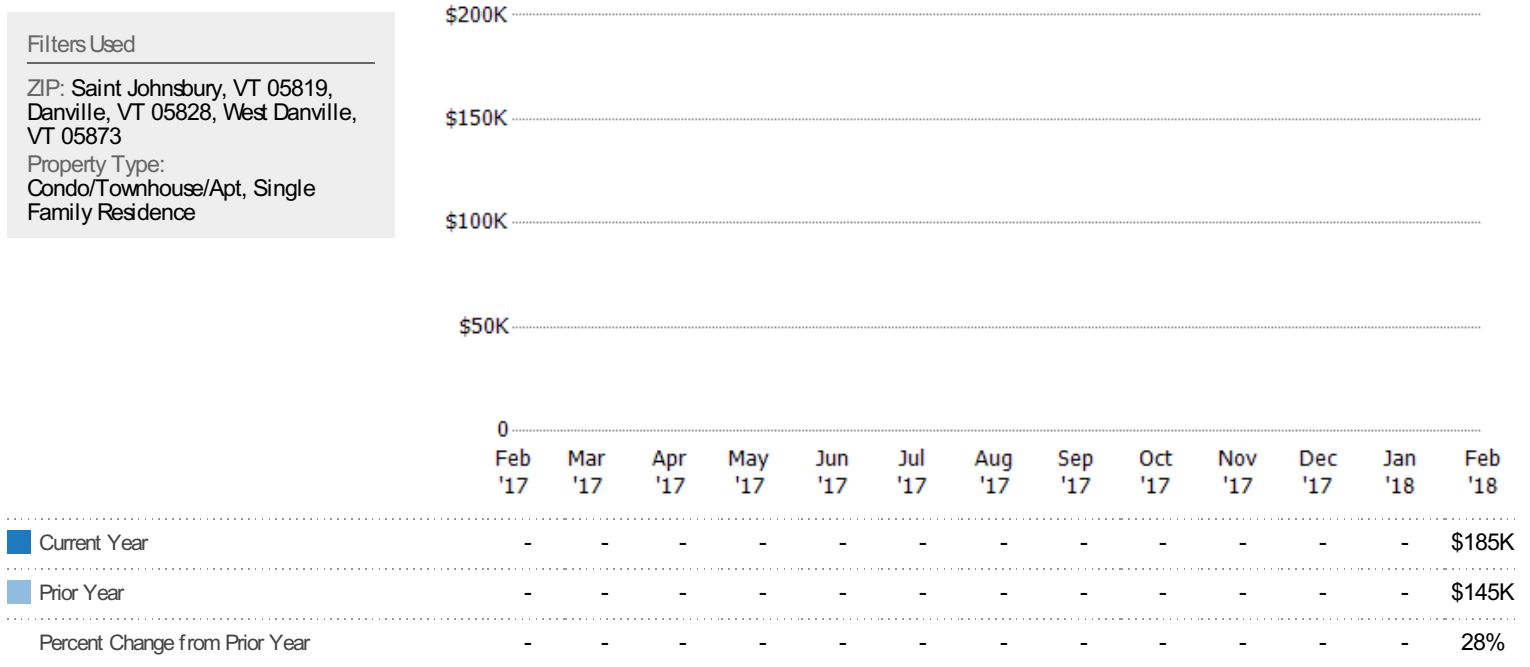 Filters Used
ZIP: Saint Johnsbury, VT 05819,
Danville, VT 05828, West Danville,
VT 05873
Property Type:
Condo/Townhouse/Apt, Single
Family Residence
$200K
$150K
$100K
$50K
0
Feb Mar Apr May Jun Jul Aug Sep Oct Nov Dec Jan Feb
'17 '17 '17 '17 '17 '17 '17 '17 '17 '17 '17 '18 '18
Current Year - - - - - - - - - - - - $185K
Prior Year - - - - - - - - - - - - $145K
Percent Change from Prior Year - - - - - - - - - - - - 28%